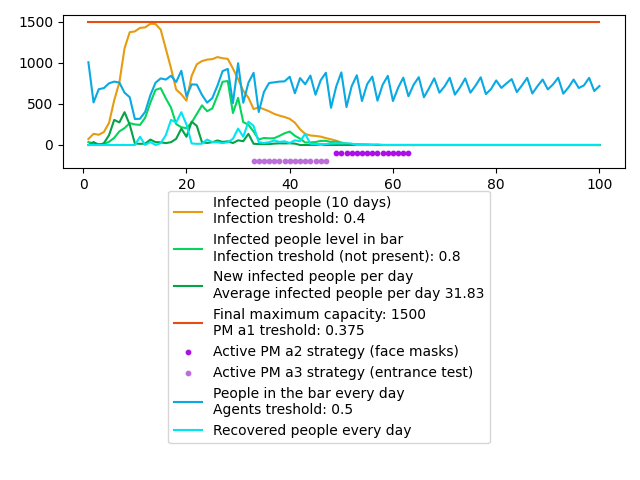 1500
1000
500
0
0 20 40 60 80 100
Infected people (10 days)
Infection treshold: 0.4
Infected people level in bar
Infection treshold (not present): 0.8
New infected people per day
Average infected people per day 31.83
Final maximum capacity: 1500
PM a1 treshold: 0.375
Active PM a2 strategy (face masks)
Active PM a3 strategy (entrance test)
People in the bar every day
Agents treshold: 0.5
Recovered people every day